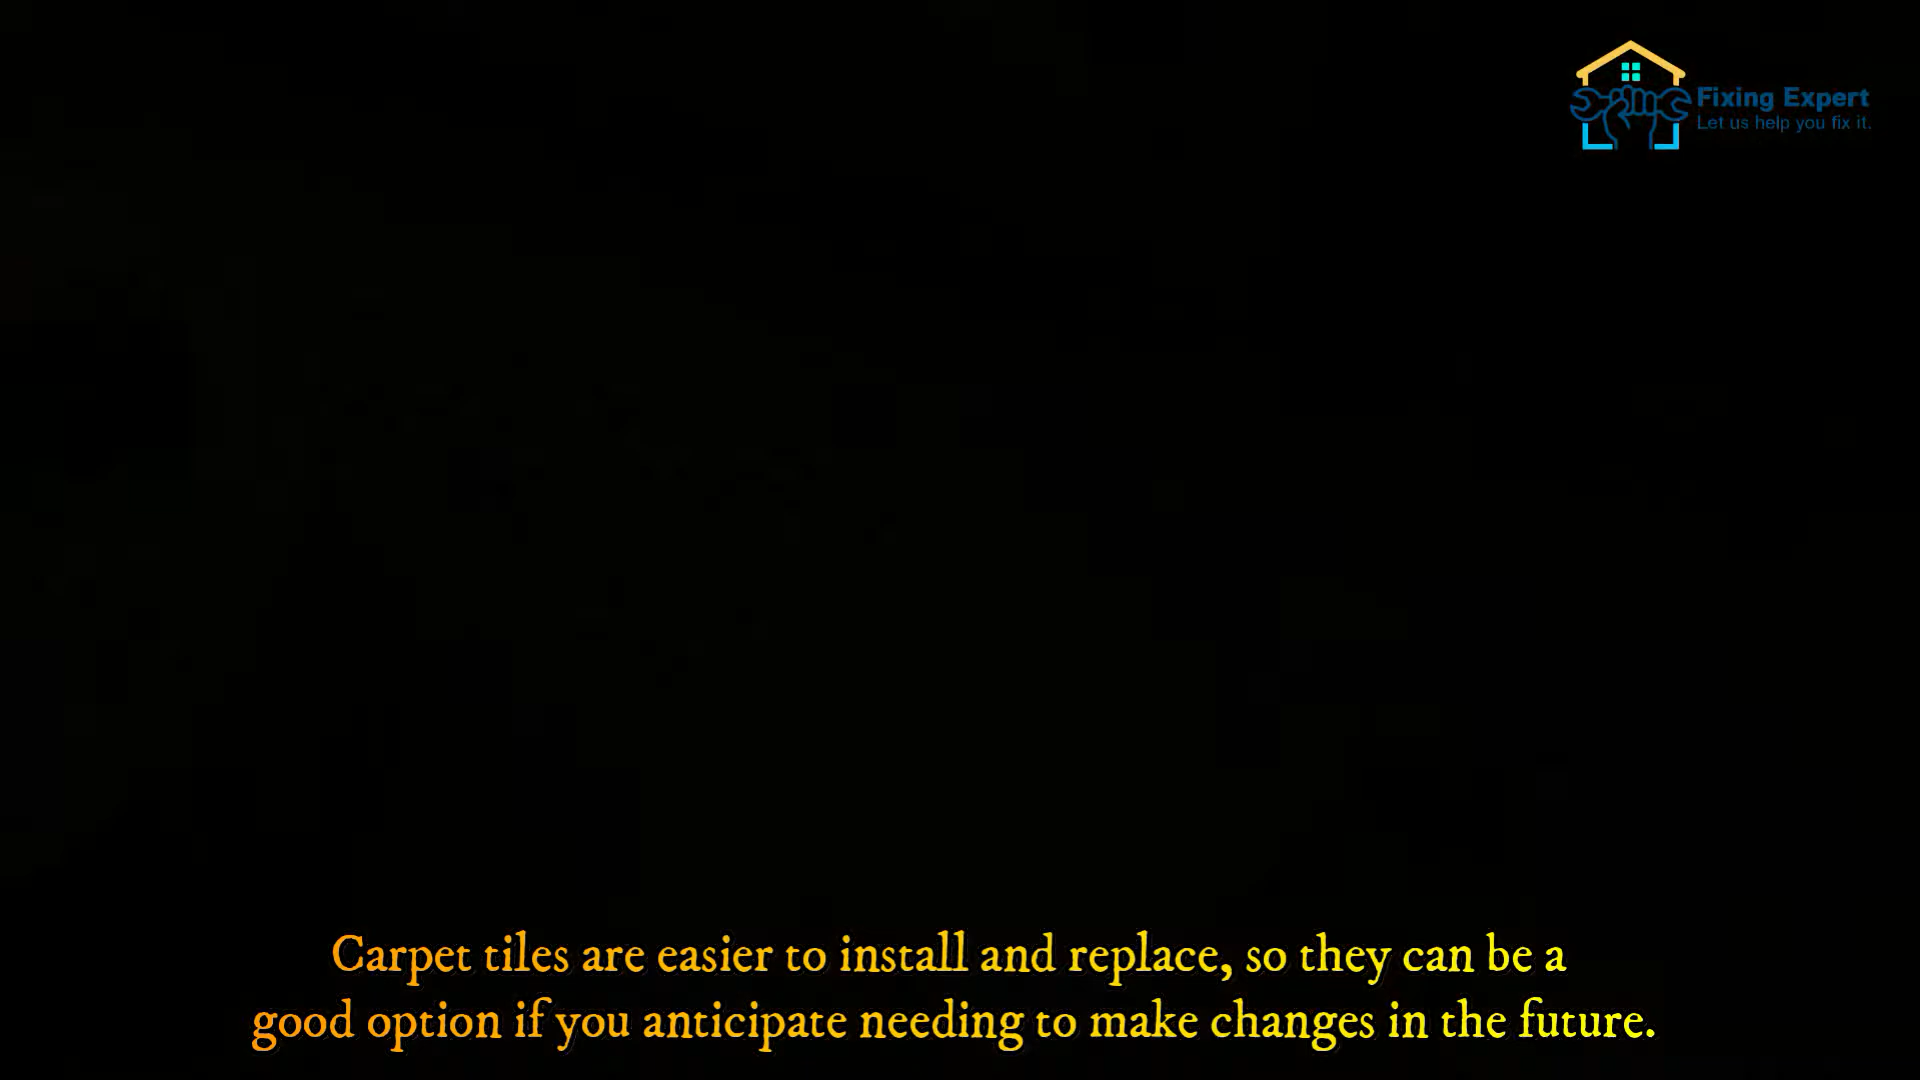 Fixing Expert
Let us help you fix it.
Carpet tiles are easier to install and replace, so they can be a
good option if you anticipate needing to make changes in the future.